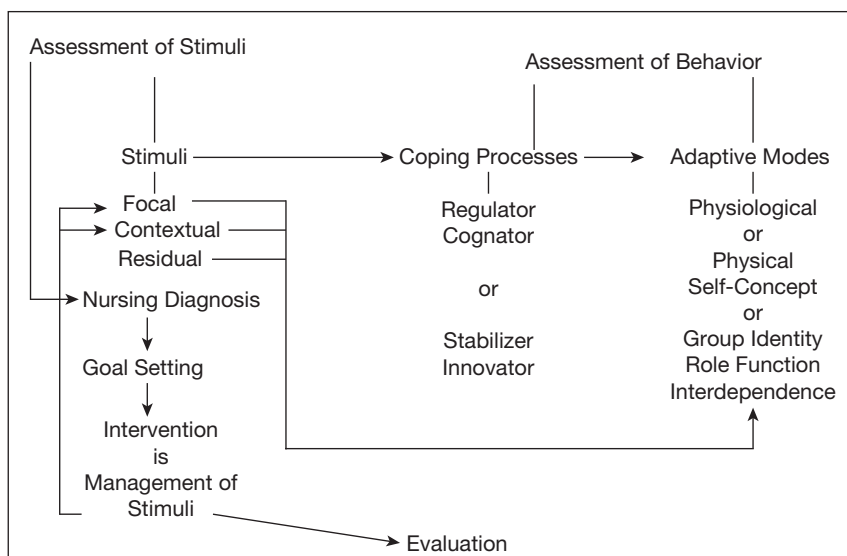 Assessment of Stimuli
Assessment of Behavior
Stimuli
Coping Processes
Adaptive Modes
Focal
Contextual
Residual
Nursing Diagnosis
Goal Setting
Intervention
is
Management of
Stimuli
Evaluation
Regulator
Cognator
or
Stabilizer
Innovator
Physiological
or
Physical
Self-Concept
or
Group Identity
Role Function
Interdependence